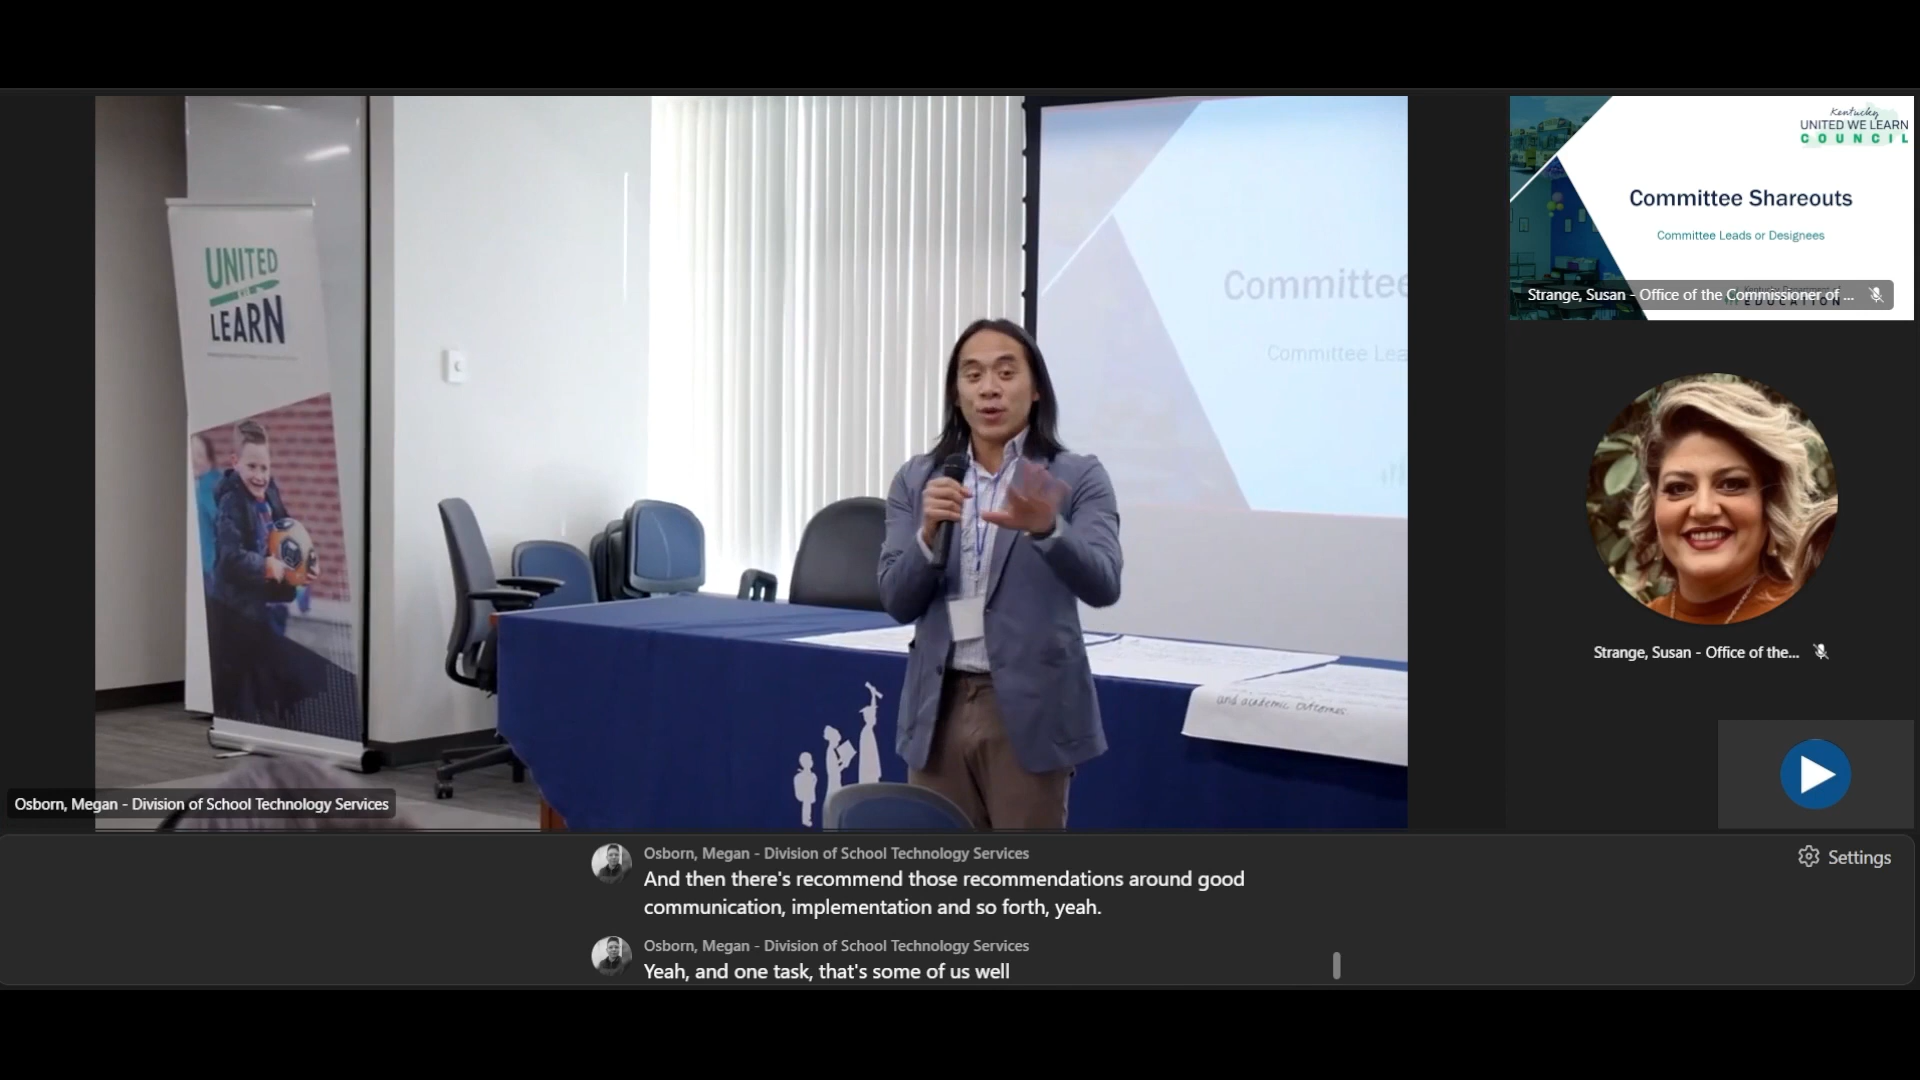 UNITED
WE
LEARN
Committee
Committee Lea
and academic outcomes.
Osborn, Megan - Division of School Technology Services
Kentucky
UNITED WE LEARN
COUNCIL
Committee Shareouts
Committee Leads or Designees
EDUCATION
Strange, Susan - Office of the Commissioner of ...
Strange, Susan - Office of the...
Osborn, Megan - Division of School Technology Services
And then there's recommend those recommendations around good
communication, implementation and so forth, yeah.
Osborn, Megan - Division of School Technology Services
Yeah, and one task, that's some of us well
Settings